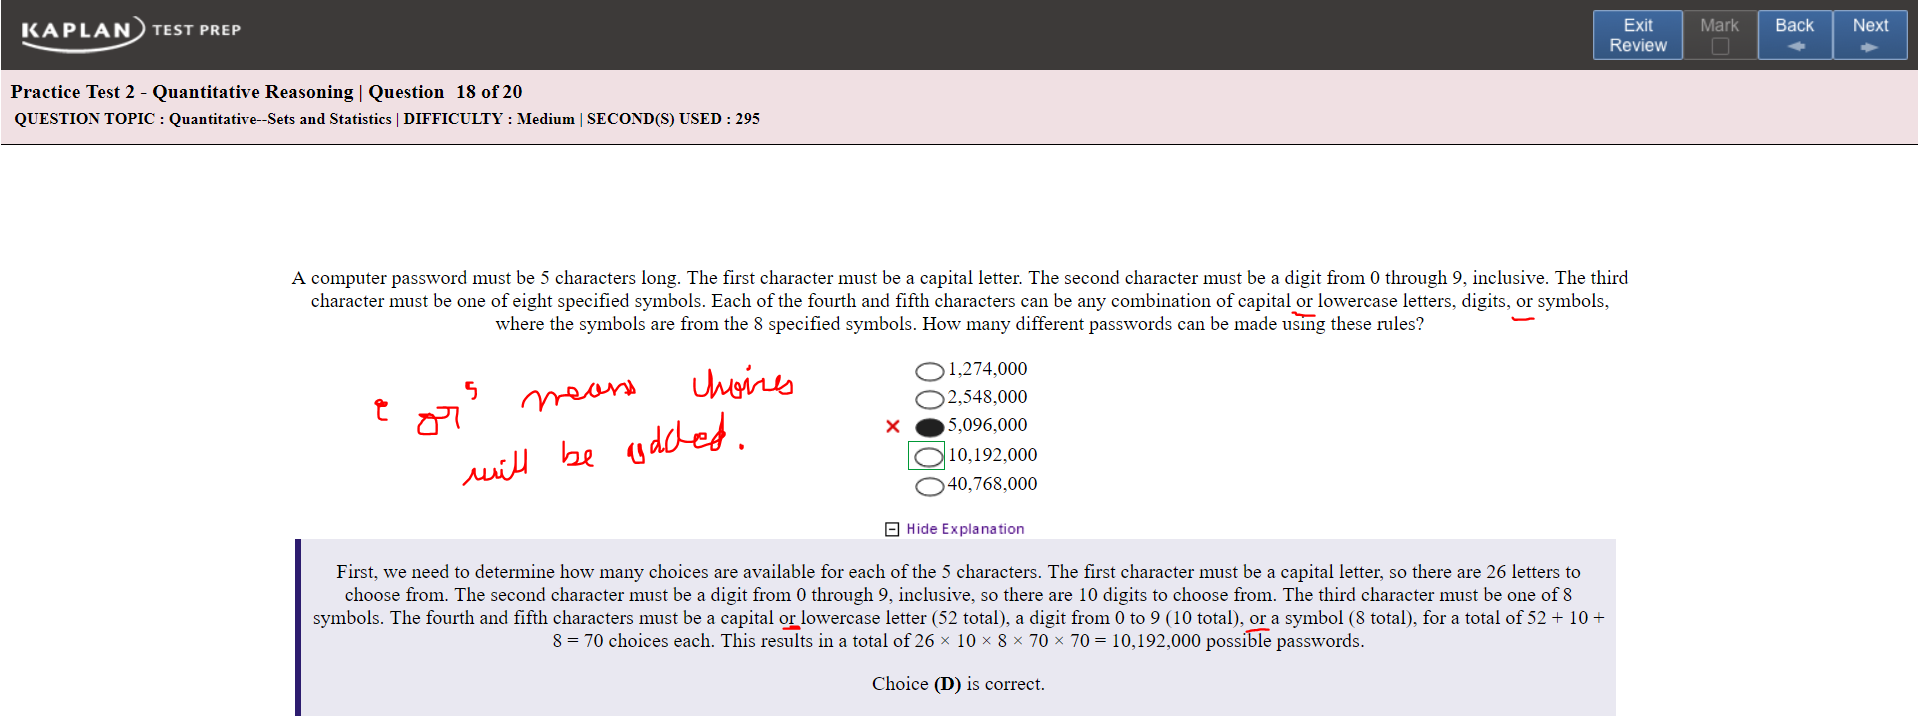 KAPLAN TEST PREP
Exit Review
Mark
Back
Next
Practice Test 2 - Quantitative Reasoning | Question 18 of 20
QUESTION TOPIC : Quantitative--Sets and Statistics | DIFFICULTY : Medium | SECOND(S) USED : 295
A computer password must be 5 characters long. The first character must be a capital letter. The second character must be a digit from 0 through 9, inclusive. The third
character must be one of eight specified symbols. Each of the fourth and fifth characters can be any combination of capital or lowercase letters, digits, or symbols,
where the symbols are from the 8 specified symbols. How many different passwords can be made using these rules?
"or" means choices
will be added.
1,274,000
2,548,000
5,096,000
10,192,000
40,768,000
Hide Explanation
First, we need to determine how many choices are available for each of the 5 characters. The first character must be a capital letter, so there are 26 letters to
choose from. The second character must be a digit from 0 through 9, inclusive, so there are 10 digits to choose from. The third character must be one of 8
symbols. The fourth and fifth characters must be a capital or lowercase letter (52 total), a digit from 0 to 9 (10 total), or a symbol (8 total), for a total of 52 + 10 +
8 = 70 choices each. This results in a total of 26 × 10 × 8 × 70 × 70 = 10,192,000 possible passwords.
Choice (D) is correct.